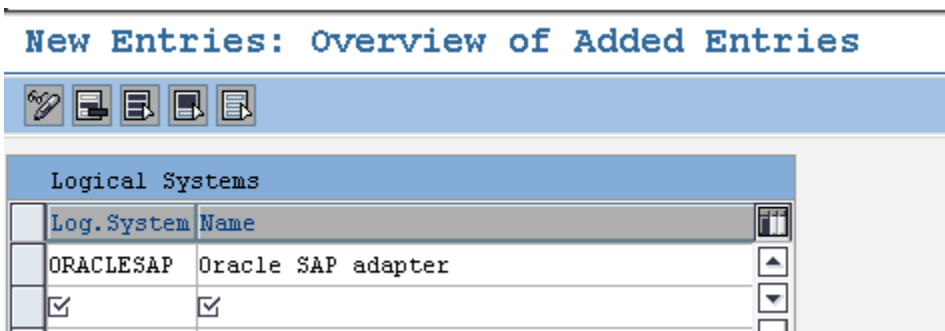 New Entries: Overview of Added Entries
Logical Systems
Log.System Name
ORACLESAP Oracle SAP adapter